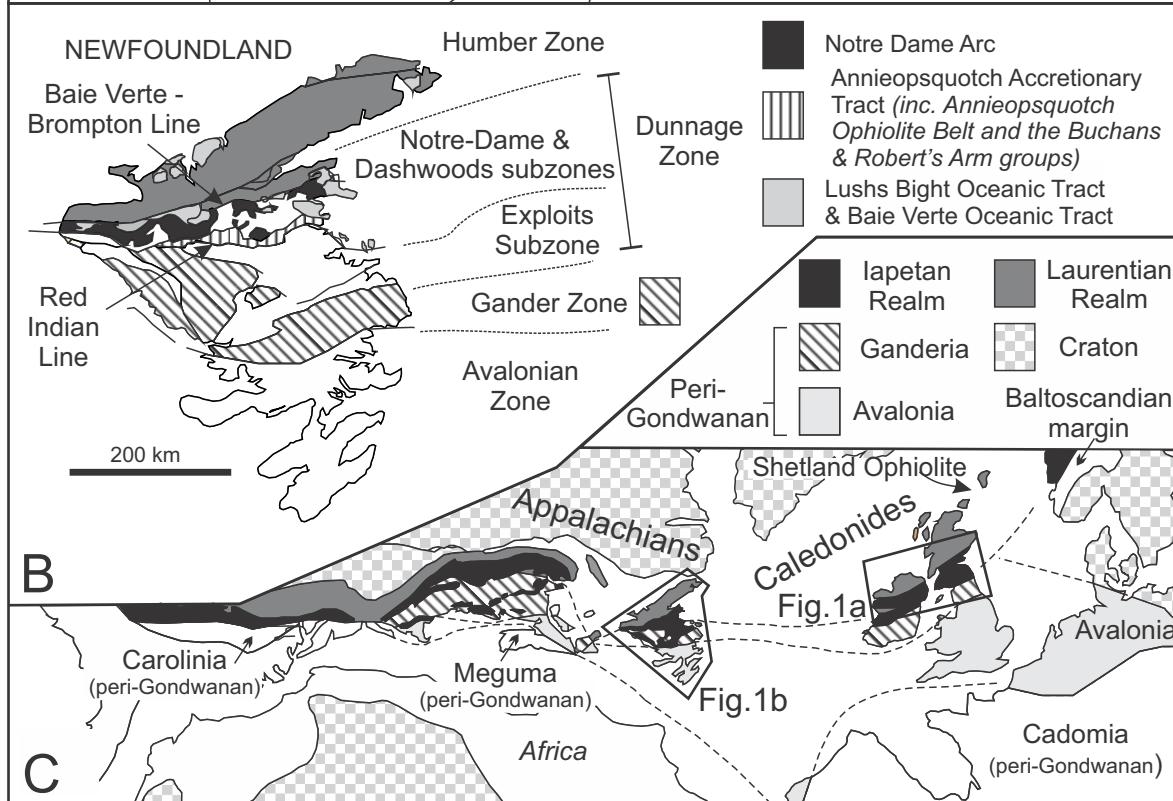 NEWFOUNDLAND
Humber Zone
Baie Verte -
Brompton Line
Notre-Dame &
Dashwoods subzones
Dunnage
Zone
Exploits
Subzone
Red
Indian
Line
Gander Zone
Avalonian
Zone
200 km
Notre Dame Arc
Annieopsquotch Accretionary
Tract (inc. Annieopsquotch
Ophiolite Belt and the Buchans
& Robert's Arm groups)
Lushs Bight Oceanic Tract
& Baie Verte Oceanic Tract
B
Iapetan
Realm
Laurentian
Realm
Ganderia
Craton
Peri-
Gondwanan
Avalonia
Baltoscandian
margin
Shetland Ophiolite
Appalachians
Caledonides
Fig.1a
Avalonia
Carolinia
(peri-Gondwanan)
Meguma
(peri-Gondwanan)
Fig.1b
Africa
Cadomia
(peri-Gondwanan)
C